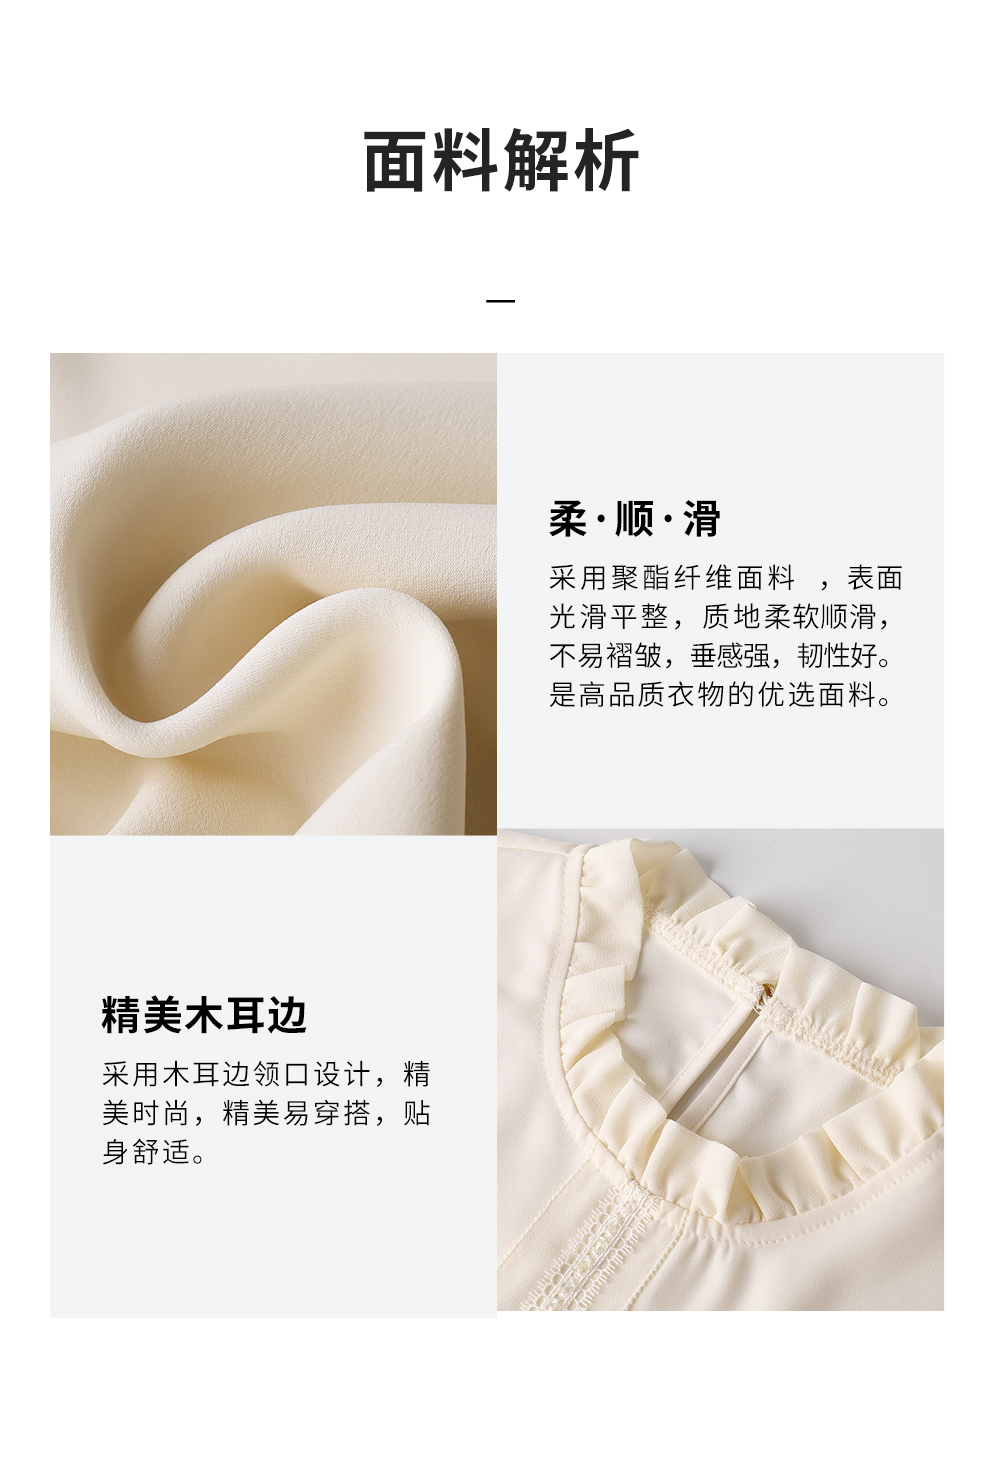 面料解析
柔·顺·滑
采用聚酯纤维面料 ，表面
光滑平整，质地柔软顺滑，
不易褶皱，垂感强，韧性好。
是高品质衣物的优选面料。
精美木耳边
采用木耳边领口设计，精
美时尚，精美易穿搭，贴
身舒适。